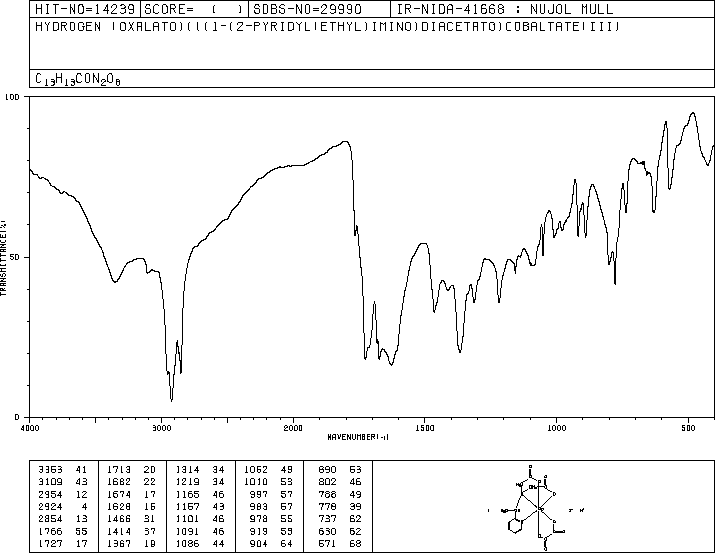 HIT-NO=14239 SCORE= ( ) SDBS-NO=29990 IR-NIDA-41668 : NUJOL MULL
HYDROGEN (OXALATO)(((1-(2-PYRIDYL)ETHYL)IMINO)DIACETATO)COBALTATE(III)
C13H13CON2O8
100
TRANSMITTANCE(%)
50
0
4000 3000 2000 1500 1000 500
WAVENUMBER(-1)
3363 41 1713 20 1314 34 1062 49 890 53
3109 43 1682 22 1219 34 1010 53 802 46
2954 12 1674 17 1165 46 997 57 788 49
2924 4 1628 16 1157 43 983 57 778 39
2854 13 1466 31 1101 46 978 55 737 62
1766 55 1414 37 1091 46 919 55 630 62
1727 17 1367 19 1086 44 904 64 571 68